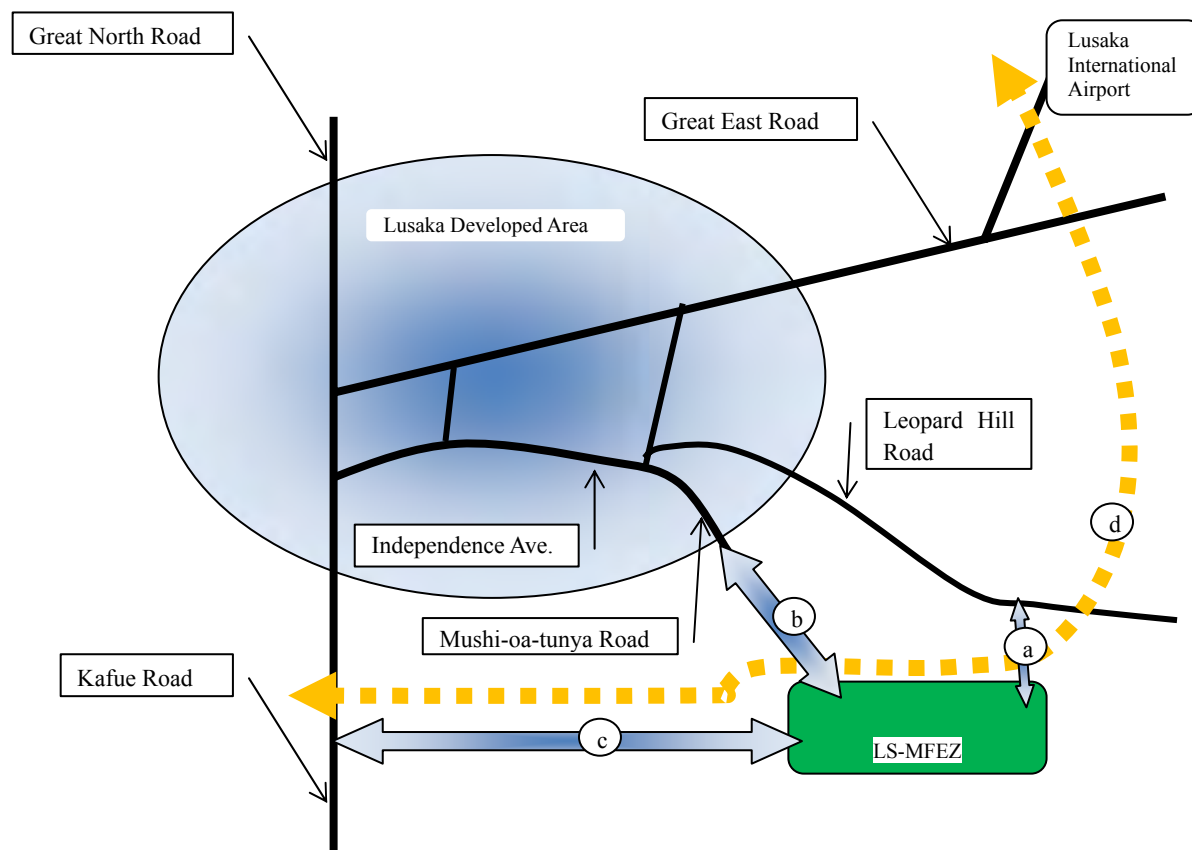 Great North Road
Lusaka
International
Airport
Great East Road
Lusaka Developed Area
Leopard Hill
Road
d
Independence Ave.
b
Mushi-oa-tunya Road
a
Kafue Road
c
LS-MFEZ